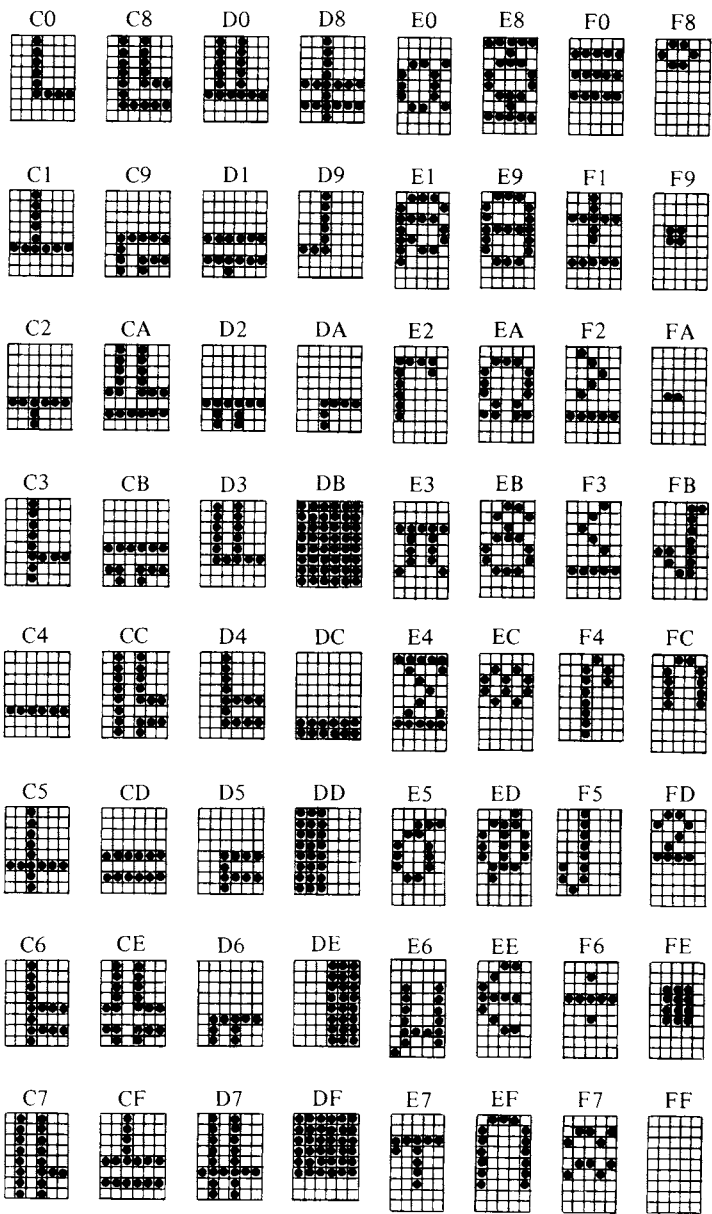 C0 C8 D0 D8 E0 E8 F0 F8
C1 C9 D1 D9 E1 E9 F1 F9
C2 CA D2 DA E2 EA F2 FA
C3 CB D3 DB E3 EB F3 FB
C4 CC D4 DC E4 EC F4 FC
C5 CD D5 DD E5 ED F5 FD
C6 CE D6 DE E6 EE F6 FE
C7 CF D7 DF E7 EF F7 FF